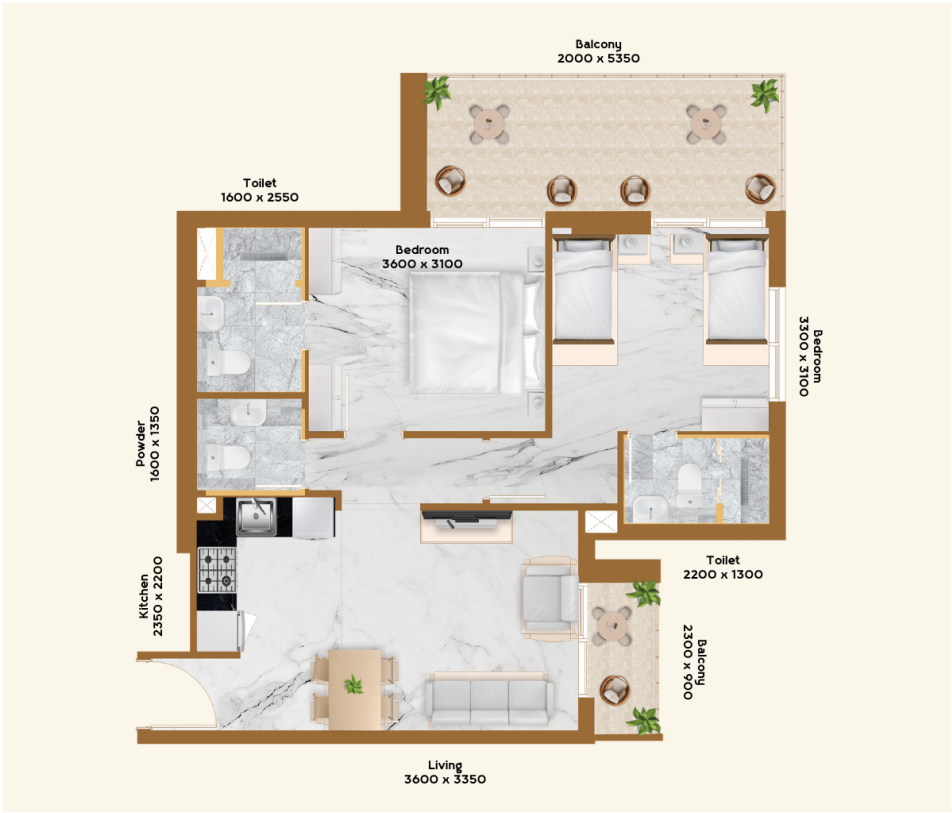 Balcony
2000 x 5350
Toilet
1600 x 2550
Bedroom
3600 x 3100
Bedroom
3300 x 3100
Powder
1600 x 1350
Kitchen
2350 x 2200
Toilet
2200 x 1300
Balcony
2300 x 900
Living
3600 x 3350